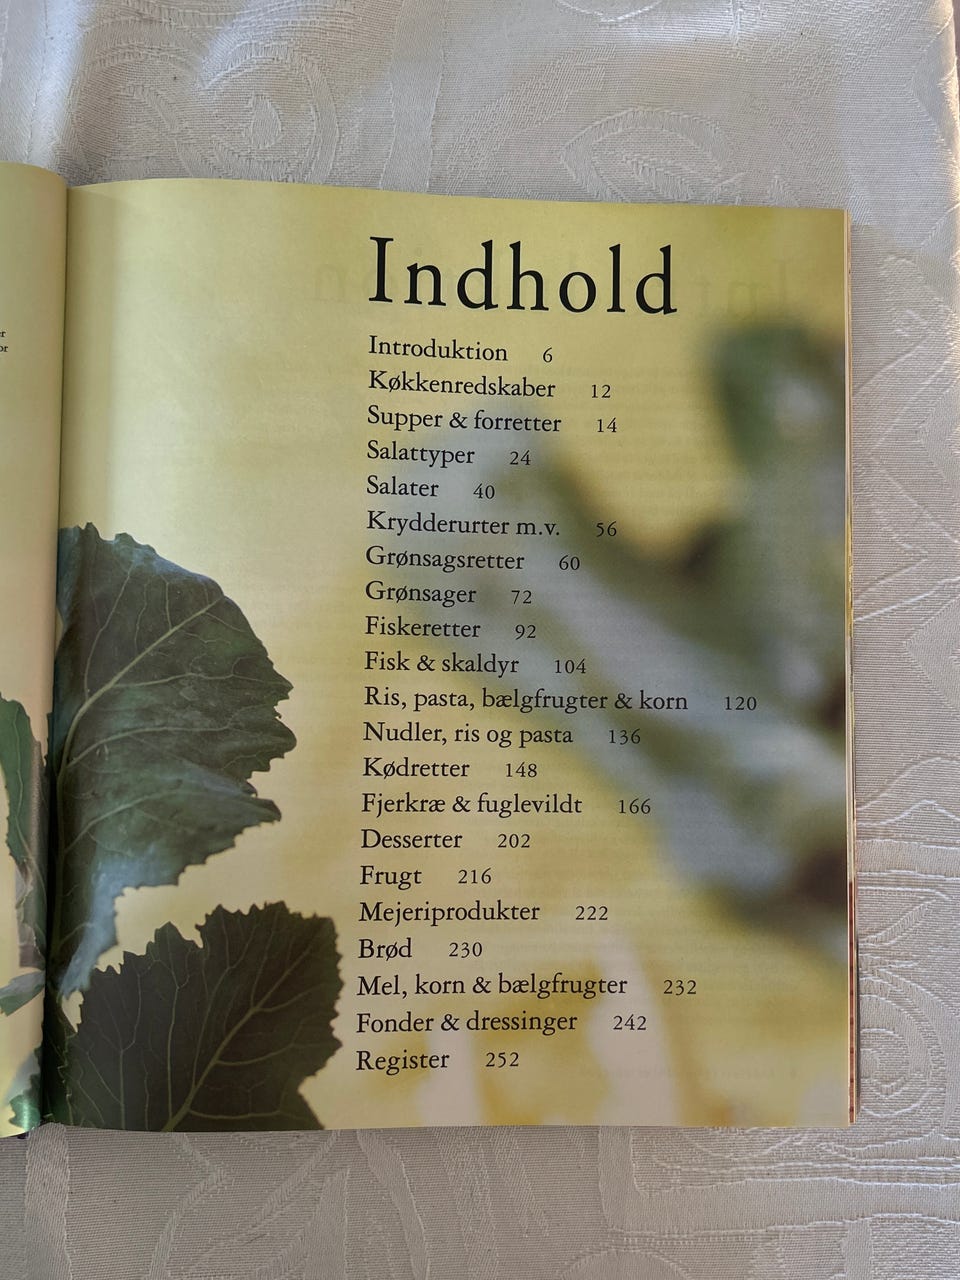 Indhold
Introduktion 6
Køkkenredskaber 12
Supper & forretter 14
Salattyper 24
Salater 40
Krydderurter m.v. 56
Grønsagsretter 60
Grønsager 72
Fiskeretter 92
Fisk & skaldyr 104
Ris, pasta, bælgfrugter & korn 120
Nudler, ris og pasta 136
Kødretter 148
Fjerkræ & fuglevildt 166
Desserter 202
Frugt 216
Mejeriprodukter 222
Brød 230
Mel, korn & bælgfrugter 232
Fonder & dressinger 242
Register 252